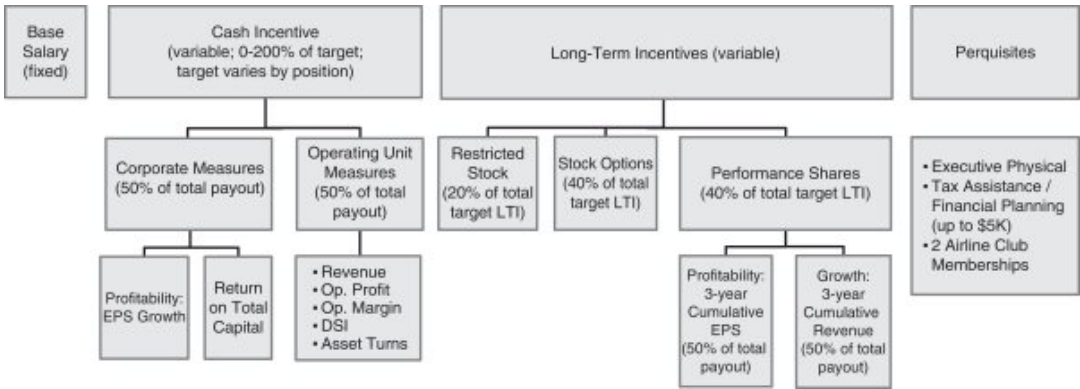 Base
Salary
(fixed)
Cash Incentive
(variable; 0-200% of target;
target varies by position)
Long-Term Incentives (variable)
Perquisites
Corporate Measures
(50% of total payout)
Operating Unit
Measures
(50% of total
payout)
Restricted
Stock
(20% of total
target LTI)
Stock Options
(40% of total
target LTI)
Performance Shares
(40% of total target LTI)
• Executive Physical
• Tax Assistance /
Financial Planning
(up to $5K)
• 2 Airline Club
Memberships
Profitability:
EPS Growth
Return
on Total
Capital
• Revenue
• Op. Profit
• Op. Margin
• DSI
• Asset Turns
Profitability:
3-year
Cumulative
EPS
(50% of total
payout)
Growth:
3-year
Cumulative
Revenue
(50% of total
payout)